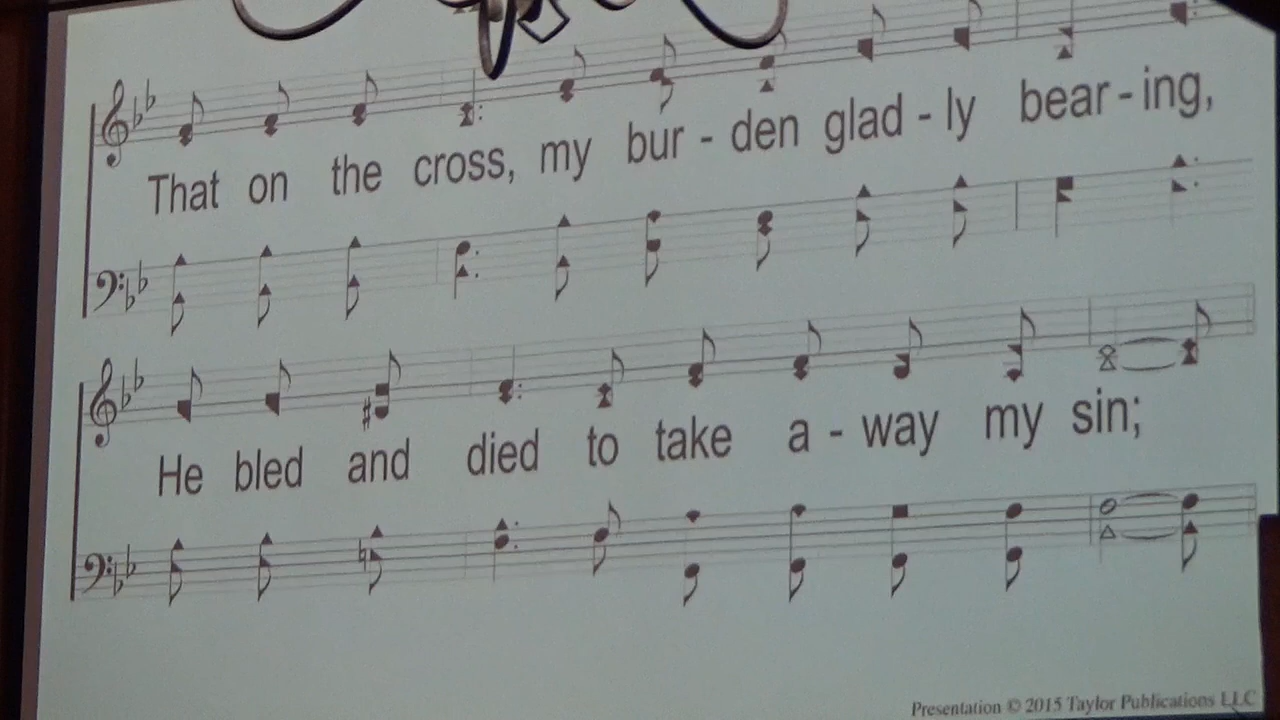 That on the cross, my bur - den glad - ly bear - ing,
He bled and died to take a - way my sin;
Presentation © 2015 Taylor Publications LLC